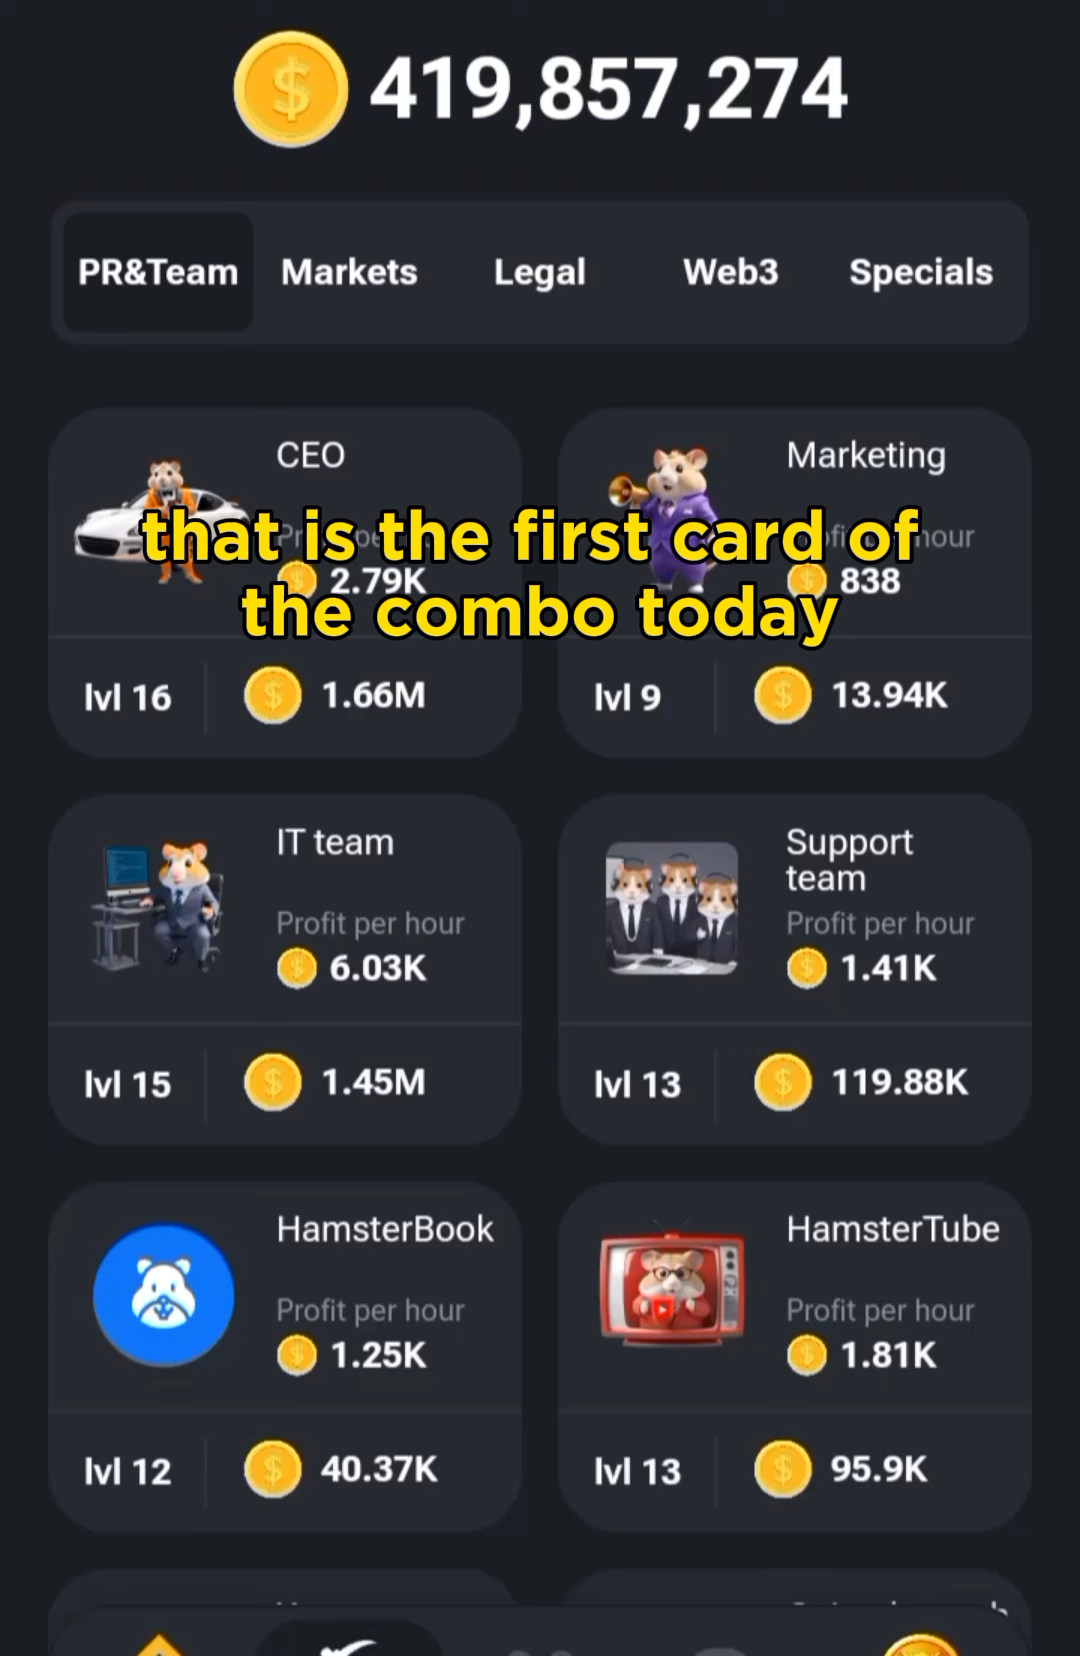 419,857,274
PR&Team Markets Legal Web3 Specials
CEO
2.79K
lvl 16 1.66M
Marketing
hour
838
lvl 9 13.94K
that is the first card of
the combo today
IT team
Profit per hour
6.03K
lvl 15 1.45M
Support
team
Profit per hour
1.41K
lvl 13 119.88K
HamsterBook
Profit per hour
1.25K
lvl 12 40.37K
HamsterTube
Profit per hour
1.81K
lvl 13 95.9K